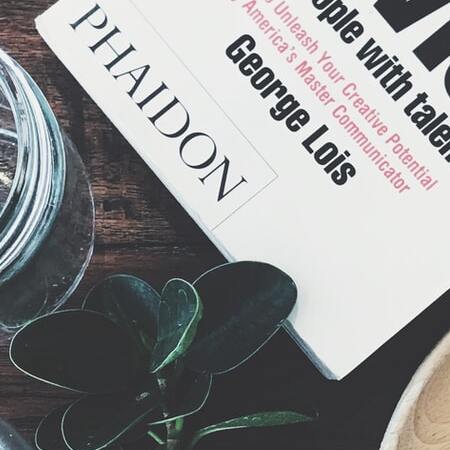 ople with talen
Unleash Your Creative Potential
America's Master Communicator
George Lois
PHAIDON